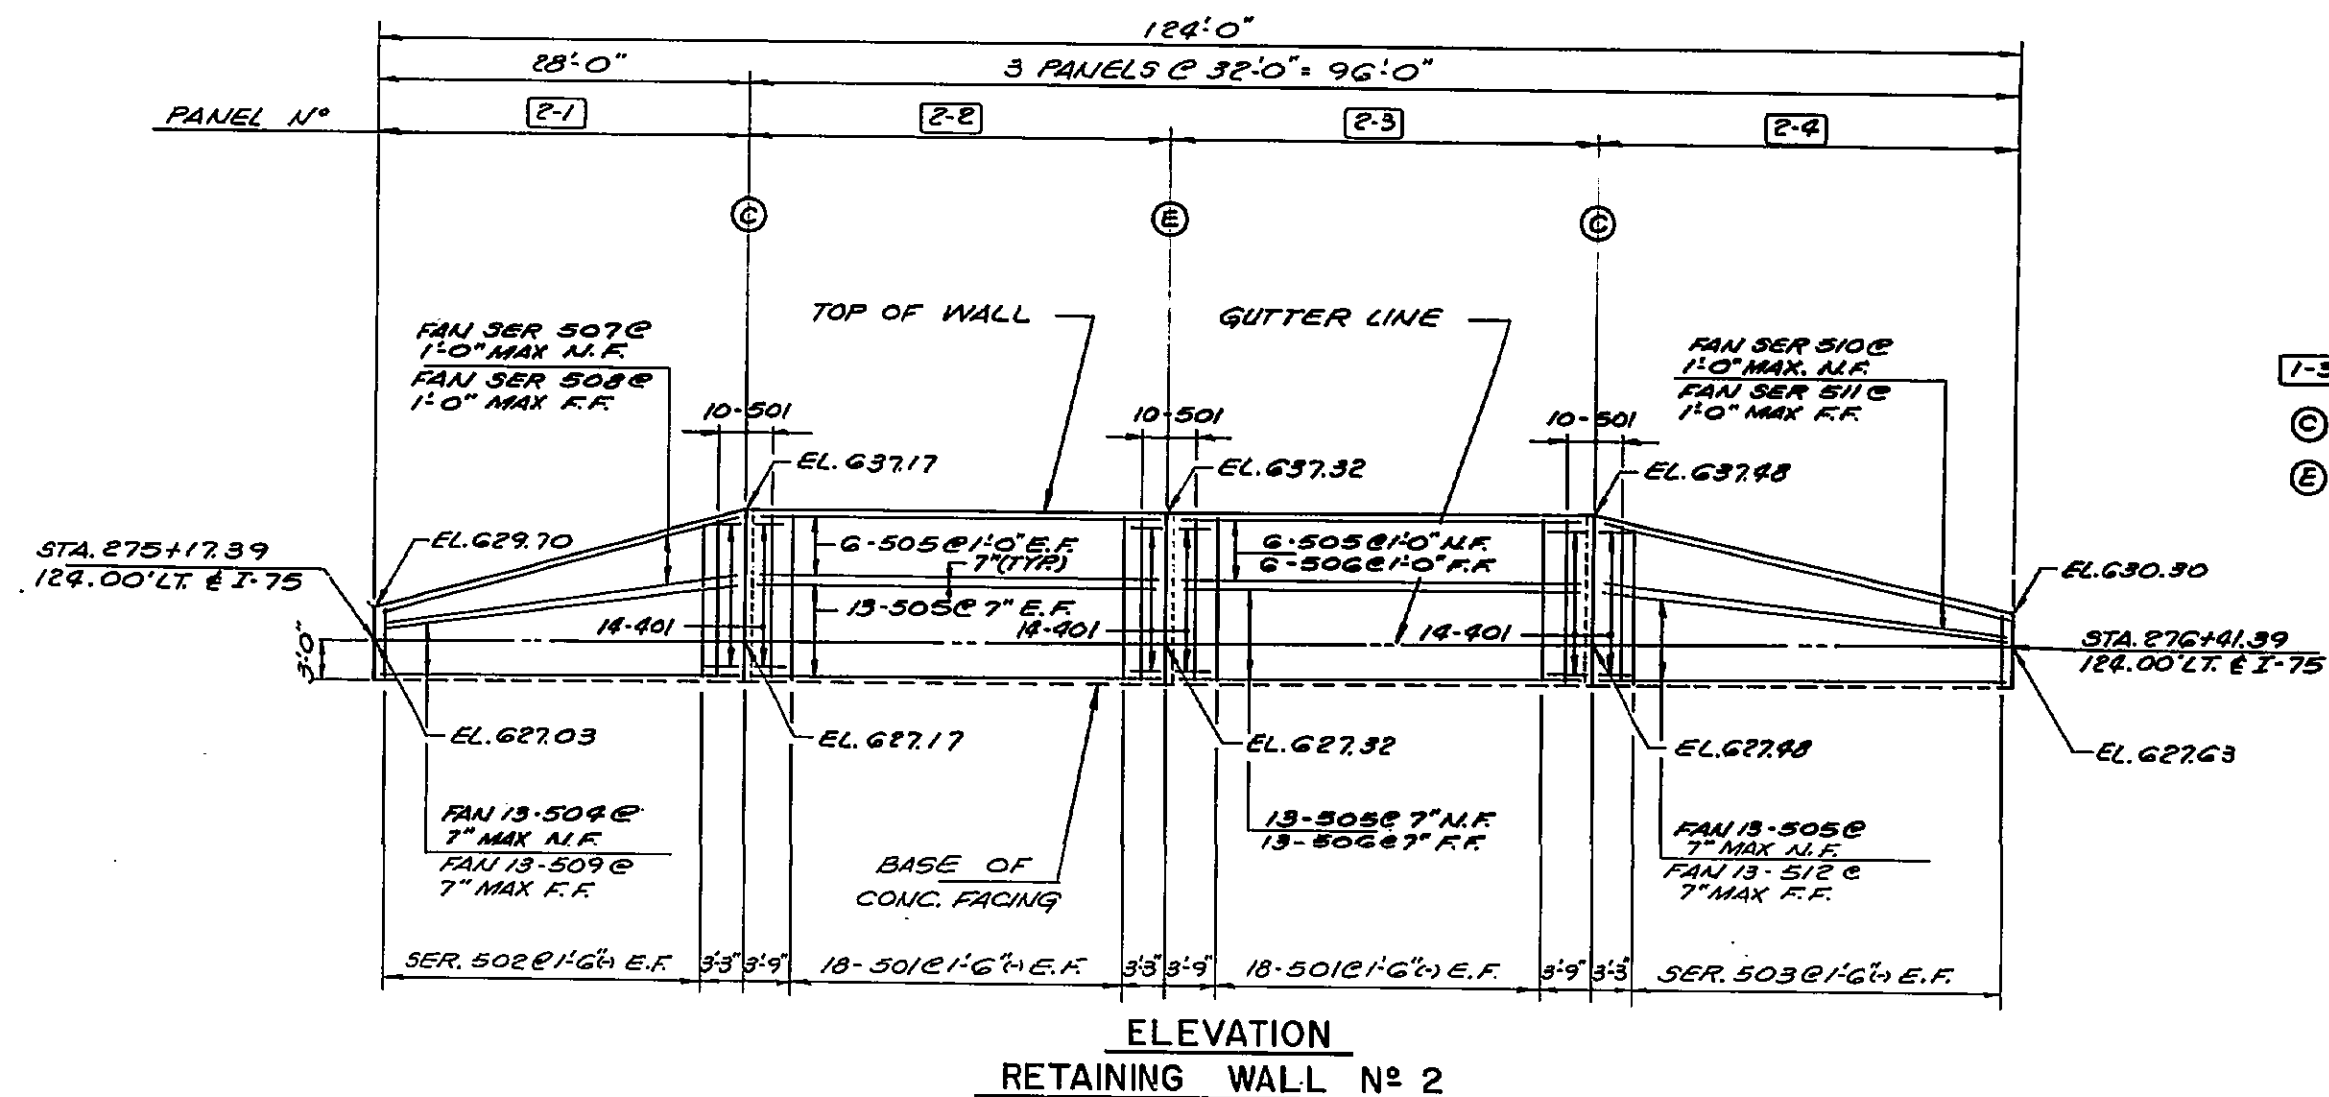 124'-0"
28'-0"
3 PANELS @ 32'-0" = 96'-0"
PANEL Nº
2-1
2-2
2-3
2-4
C
E
C
TOP OF WALL
GUTTER LINE
FAN SER 507 @
1'-0" MAX N.F.
FAN SER 508 @
1'-0" MAX F.F.
FAN SER 510 @
1'-0" MAX. N.F.
FAN SER 511 @
1'-0" MAX F.F.
1-3
C
E
10-501
10-501
10-501
EL. 637.17
EL. 637.32
EL. 637.48
STA. 275+17.39
124.00' LT. ℄ I-75
EL. 629.70
6-505 @ 1'-0" E.F.
7" (TYP.)
13-505 @ 7" E.F.
6-505 @ 1'-0" N.F.
6-506 @ 1'-0" F.F.
EL. 630.30
14-401
14-401
14-401
3'-0"
STA. 276+41.39
124.00' LT. ℄ I-75
EL. 627.03
EL. 627.17
EL. 627.32
EL. 627.48
EL. 627.63
FAN 13-504 @
7" MAX N.F.
FAN 13-509 @
7" MAX F.F.
BASE OF
CONC. FACING
13-505 @ 7" N.F.
13-506 @ 7" F.F.
FAN 13-505 @
7" MAX N.F.
FAN 13-512 @
7" MAX F.F.
SER. 502 @ 1'-6"(-) E.F.
3'-3"
3'-9"
18-501 @ 1'-6"(-) E.F.
3'-3"
3'-9"
18-501 @ 1'-6"(-) E.F.
3'-9"
3'-3"
SER. 503 @ 1'-6"(-) E.F.
ELEVATION
RETAINING WALL Nº 2